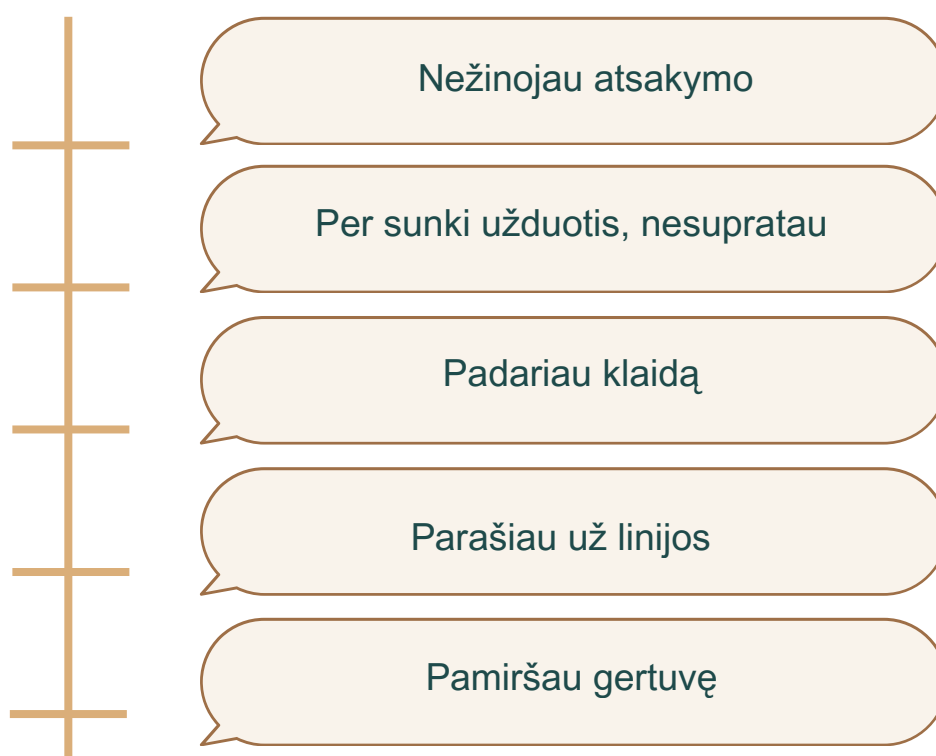 Nežinojau atsakymo
Per sunki užduotis, nesupratau
Padariau klaidą
Parašiau už linijos
Pamiršau gertuvę